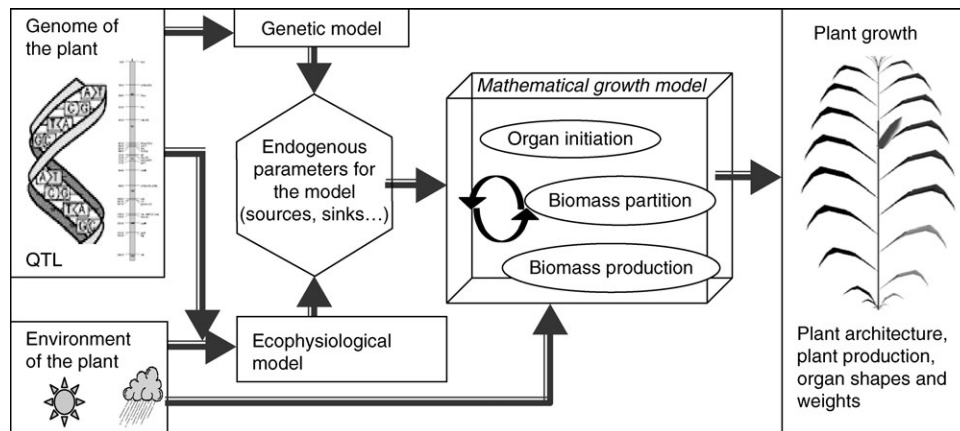 Genome of
the plant
A T
C G
T A
G C
A T
C G
T A
G C
QTL
Genetic model
Endogenous
parameters for
the model
(sources, sinks…)
Environment
of the plant
Ecophysiological
model
Mathematical growth model
Organ initiation
Biomass partition
Biomass production
Plant growth
Plant architecture,
plant production,
organ shapes and
weights